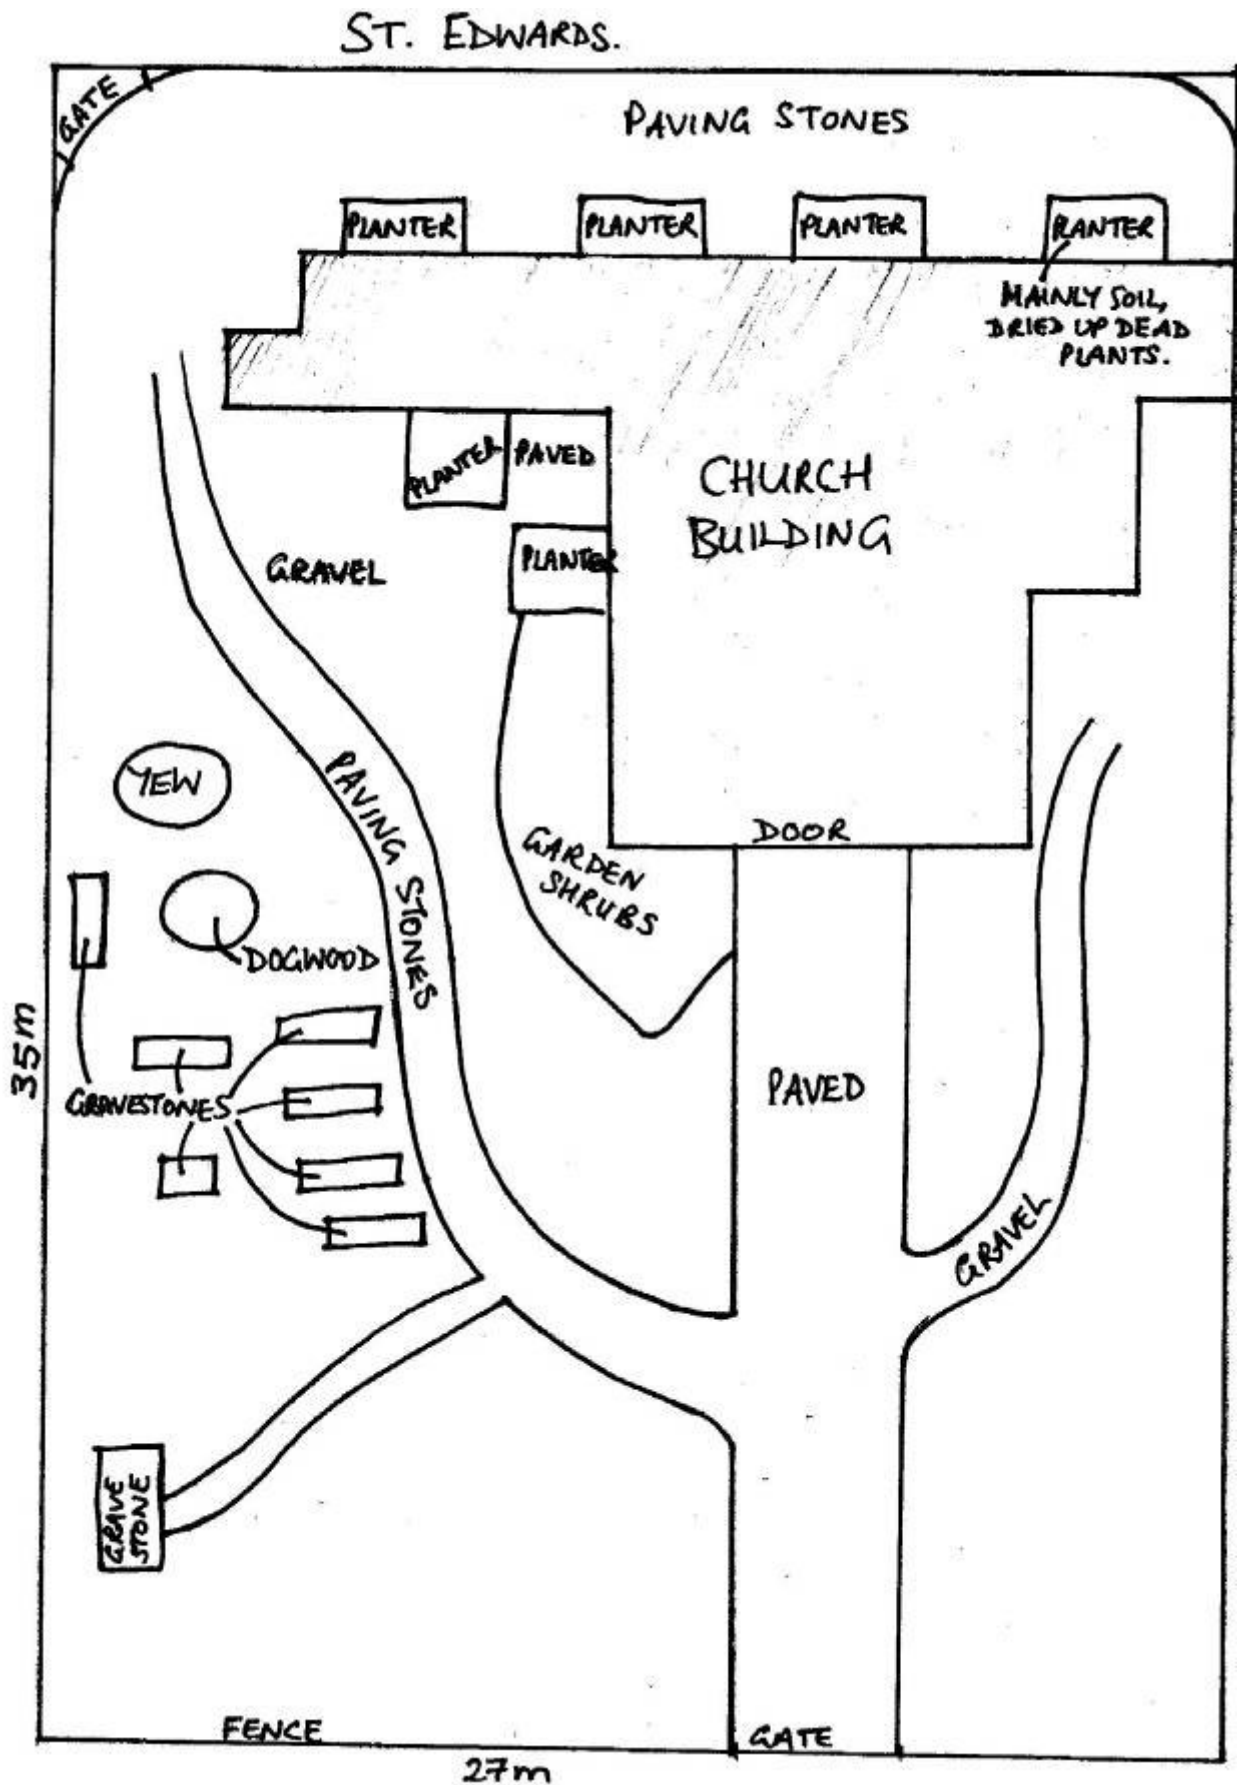 ST. EDWARDS.
GATE
PAVING STONES
PLANTER
PLANTER
PLANTER
PLANTER
MAINLY SOIL,
DRIED UP DEAD
PLANTS.
PLANTER
PAVED
CHURCH
BUILDING
PLANTER
GRAVEL
YEW
PAVING STONES
DOOR
GARDEN
SHRUBS
DOGWOOD
35m
GRAVESTONES
PAVED
GRAVEL
GRAVE
STONE
FENCE
GATE
27m